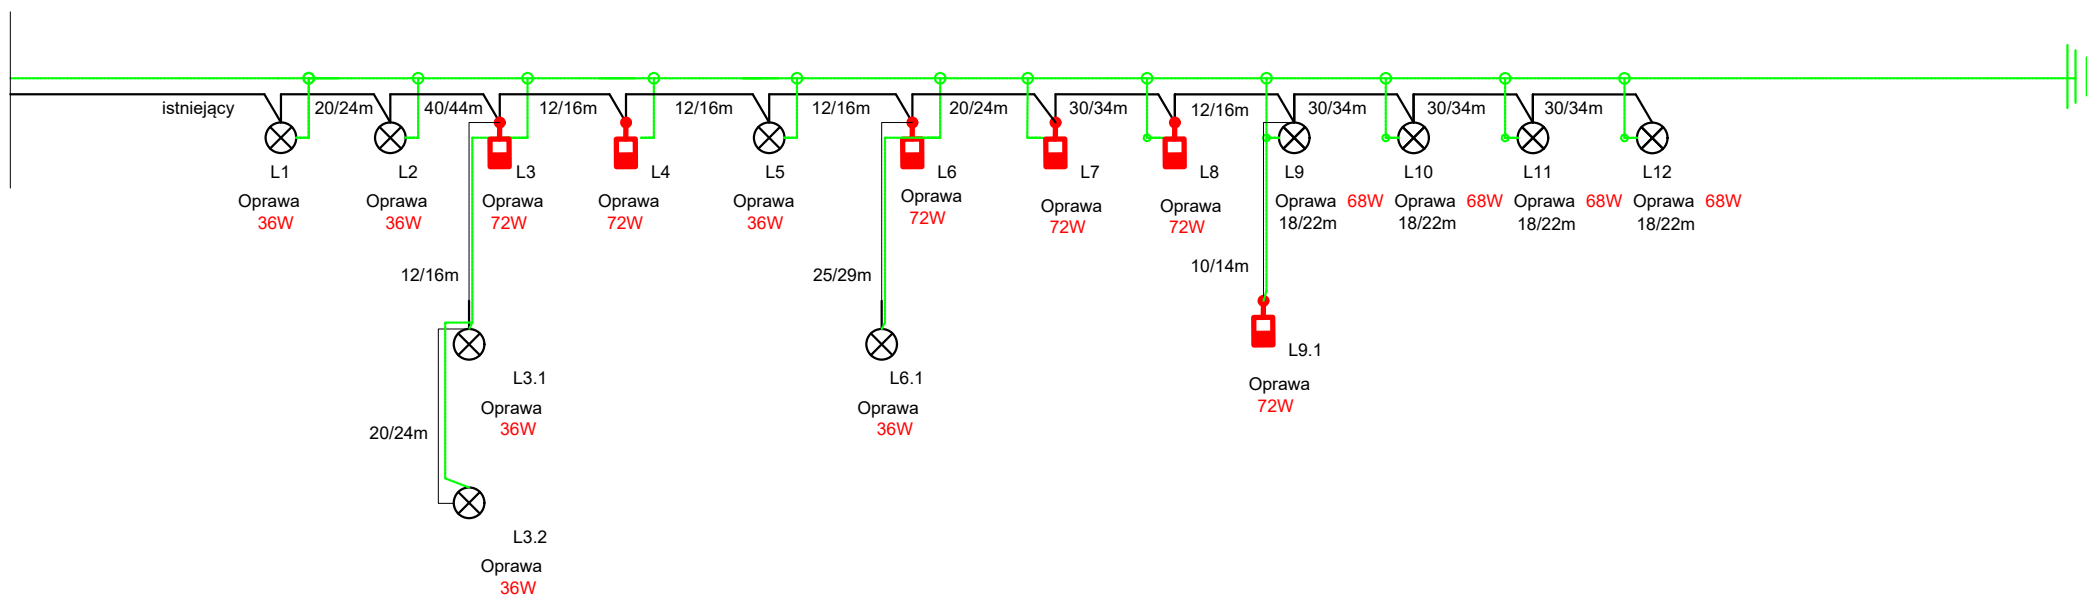 istniejący 20/24m 40/44m 12/16m 12/16m 12/16m 20/24m 30/34m 12/16m 30/34m 30/34m 30/34m
L1 L2 L3 L4 L5 L6 L7 L8 L9 L10 L11 L12
Oprawa Oprawa Oprawa Oprawa Oprawa Oprawa Oprawa Oprawa Oprawa 68W Oprawa 68W Oprawa 68W Oprawa 68W
36W 36W 72W 72W 36W 72W 72W 72W 18/22m 18/22m 18/22m 18/22m
12/16m 25/29m 10/14m
L9.1
L3.1 L6.1
Oprawa
72W
Oprawa Oprawa
36W 36W
20/24m
L3.2
Oprawa
36W